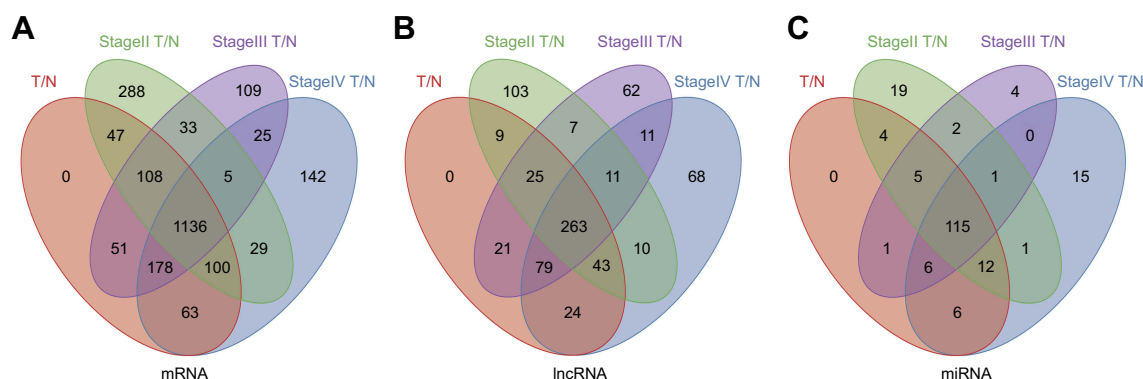 A
StageII T/N
StageIII T/N
T/N
StageIV T/N
288
109
47
33
25
0
108
5
142
1136
51
178
100
29
63
mRNA
B
StageII T/N
StageIII T/N
T/N
StageIV T/N
103
62
9
7
11
0
25
11
68
263
21
79
43
10
24
lncRNA
C
StageII T/N
StageIII T/N
T/N
StageIV T/N
19
4
4
2
0
0
5
1
15
115
1
6
12
1
6
miRNA